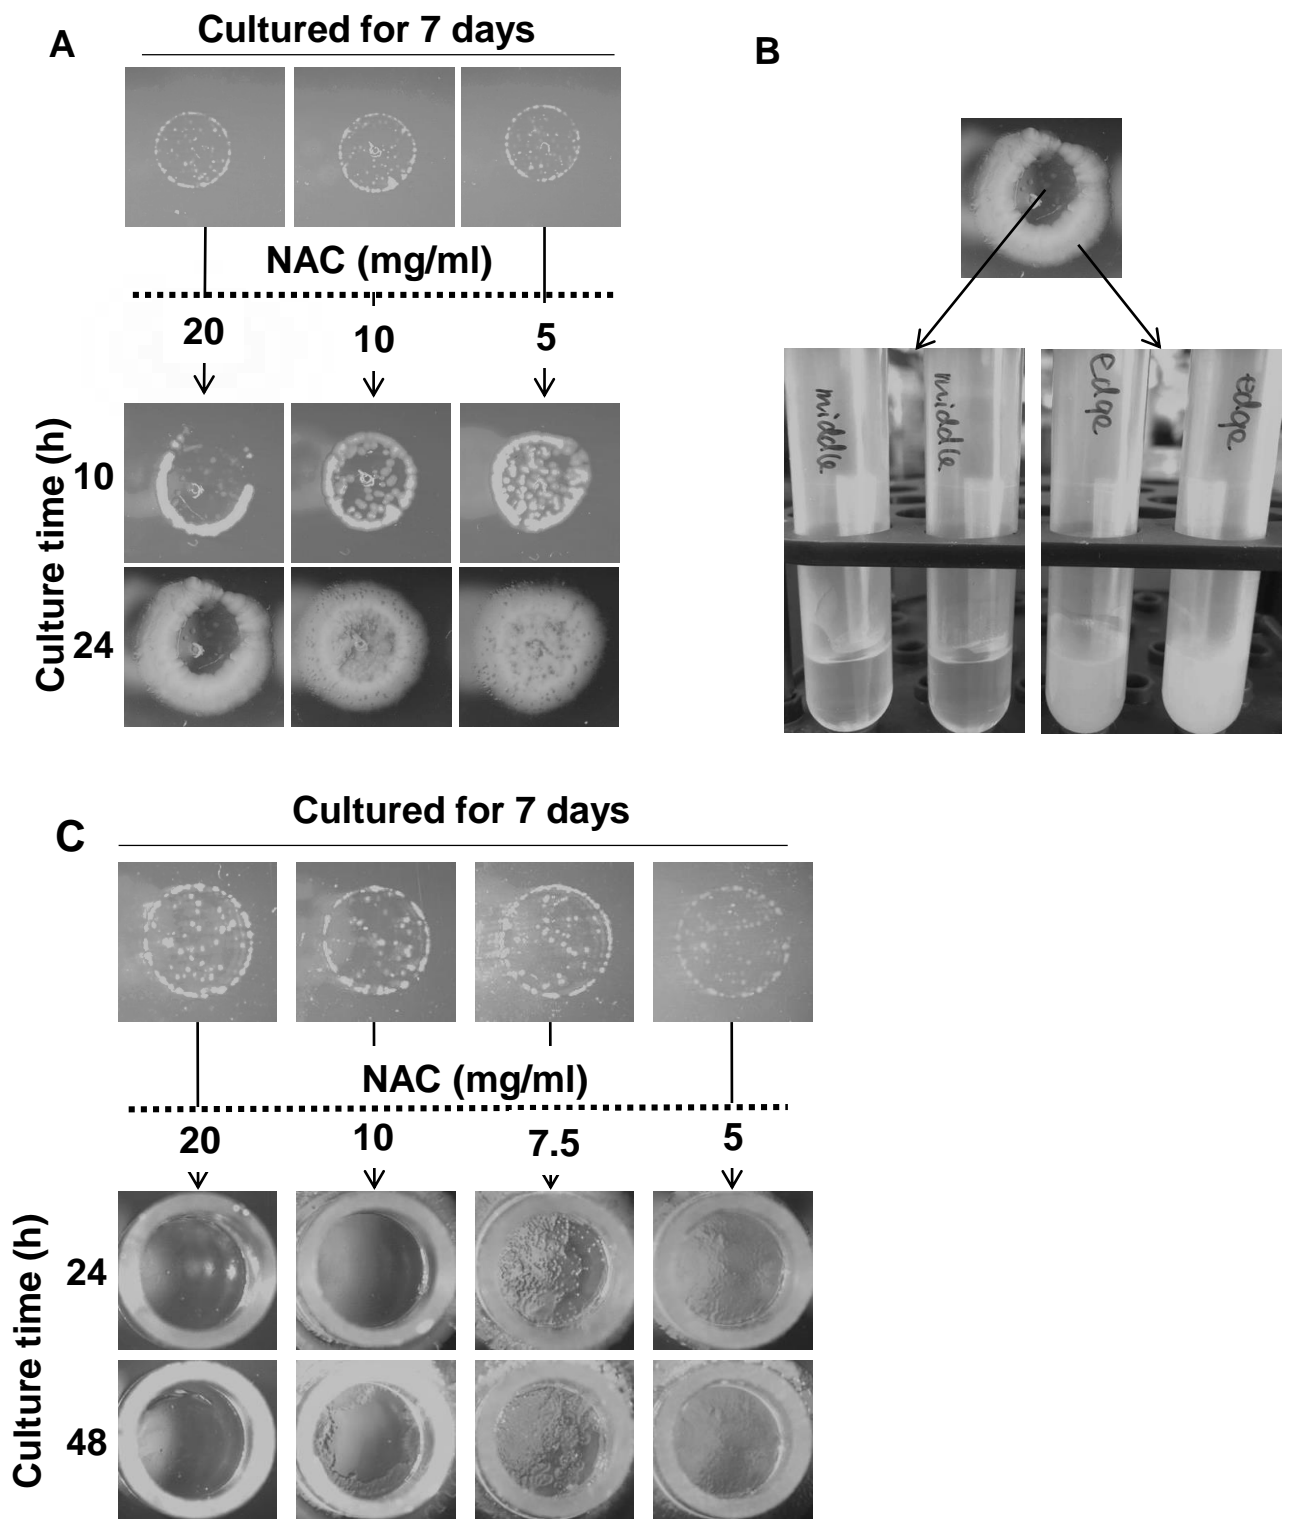 A
Cultured for 7 days
NAC (mg/ml)
20
10
5
Culture time (h)
10
24
B
middle
middle
edge
edge
C
Cultured for 7 days
NAC (mg/ml)
20
10
7.5
5
Culture time (h)
24
48